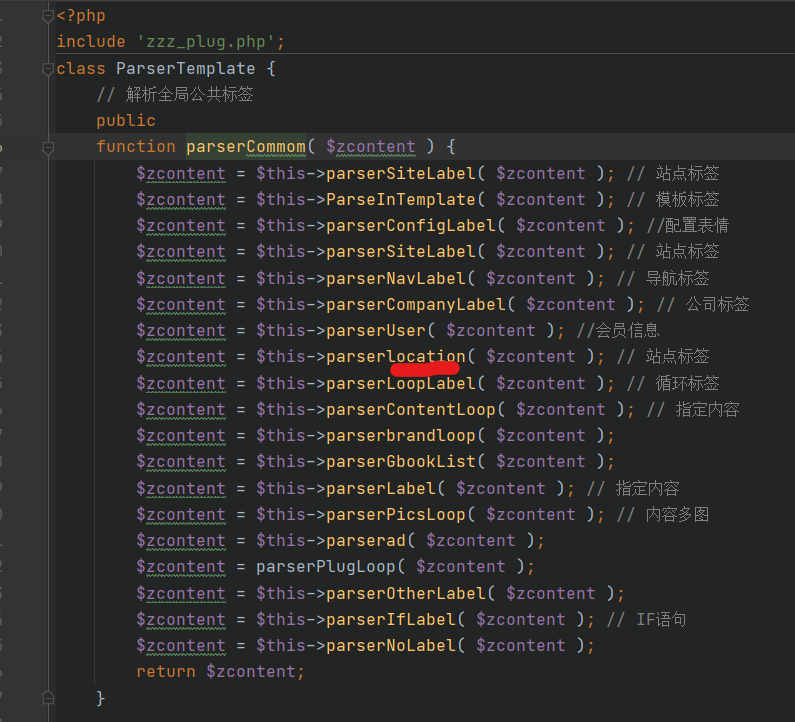 <?php
include 'zzz_plug.php';
class ParserTemplate {
// 解析全局公共标签
public
function parserCommom( $zcontent ) {
$zcontent = $this->parserSiteLabel( $zcontent ); // 站点标签
$zcontent = $this->ParseInTemplate( $zcontent ); // 模板标签
$zcontent = $this->parserConfigLabel( $zcontent ); //配置表情
$zcontent = $this->parserSiteLabel( $zcontent ); // 站点标签
$zcontent = $this->parserNavLabel( $zcontent ); // 导航标签
$zcontent = $this->parserCompanyLabel( $zcontent ); // 公司标签
$zcontent = $this->parserUser( $zcontent ); //会员信息
$zcontent = $this->parserlocation( $zcontent ); // 站点标签
$zcontent = $this->parserLoopLabel( $zcontent ); // 循环标签
$zcontent = $this->parserContentLoop( $zcontent ); // 指定内容
$zcontent = $this->parserbrandloop( $zcontent );
$zcontent = $this->parserGbookList( $zcontent );
$zcontent = $this->parserLabel( $zcontent ); // 指定内容
$zcontent = $this->parserPicsLoop( $zcontent ); // 内容多图
$zcontent = $this->parserad( $zcontent );
$zcontent = parserPlugLoop( $zcontent );
$zcontent = $this->parserOtherLabel( $zcontent );
$zcontent = $this->parserIfLabel( $zcontent ); // IF语句
$zcontent = $this->parserNoLabel( $zcontent );
return $zcontent;
}